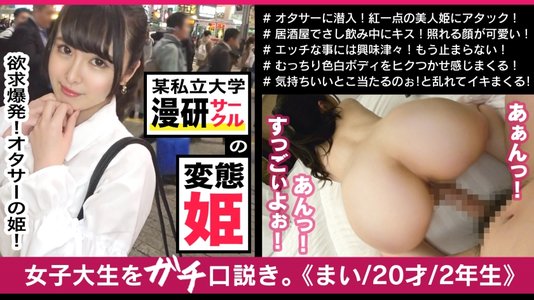 欲求爆発！オタサーの姫！
某私立大学
漫研サークル
の
変態
姫
# オタサーに潜入！紅一点の美人姫にアタック！
# 居酒屋でさし飲み中にキス！照れる顔が可愛い！
# エッチな事には興味津々！もう止まらない！
# むっちり色白ボディをヒクつかせ感じまくる！
# 気持ちいいとこ当たるのぉ！と乱れてイキまくる！
あぁんっ！
あんっ！
すっごいよぉ！
女子大生をガチ口説き。《まい/20才/2年生》